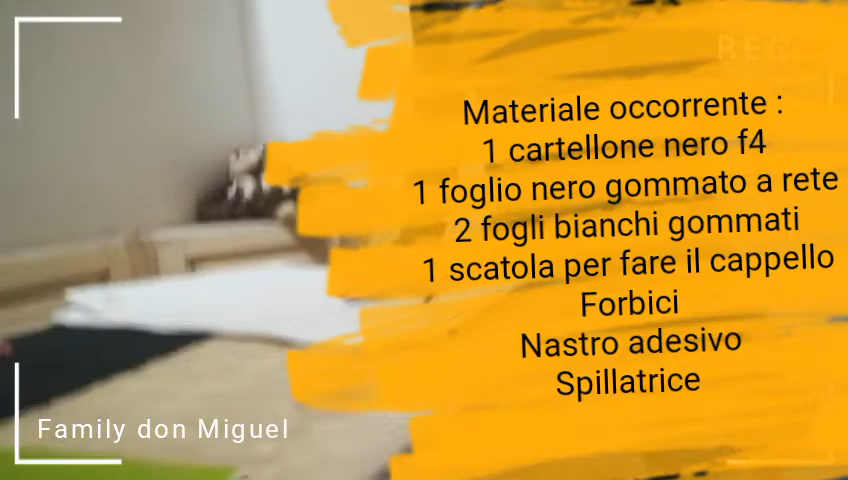 REC
Materiale occorrente :
1 cartellone nero f4
1 foglio nero gommato a rete
2 fogli bianchi gommati
1 scatola per fare il cappello
Forbici
Nastro adesivo
Spillatrice
Family don Miguel